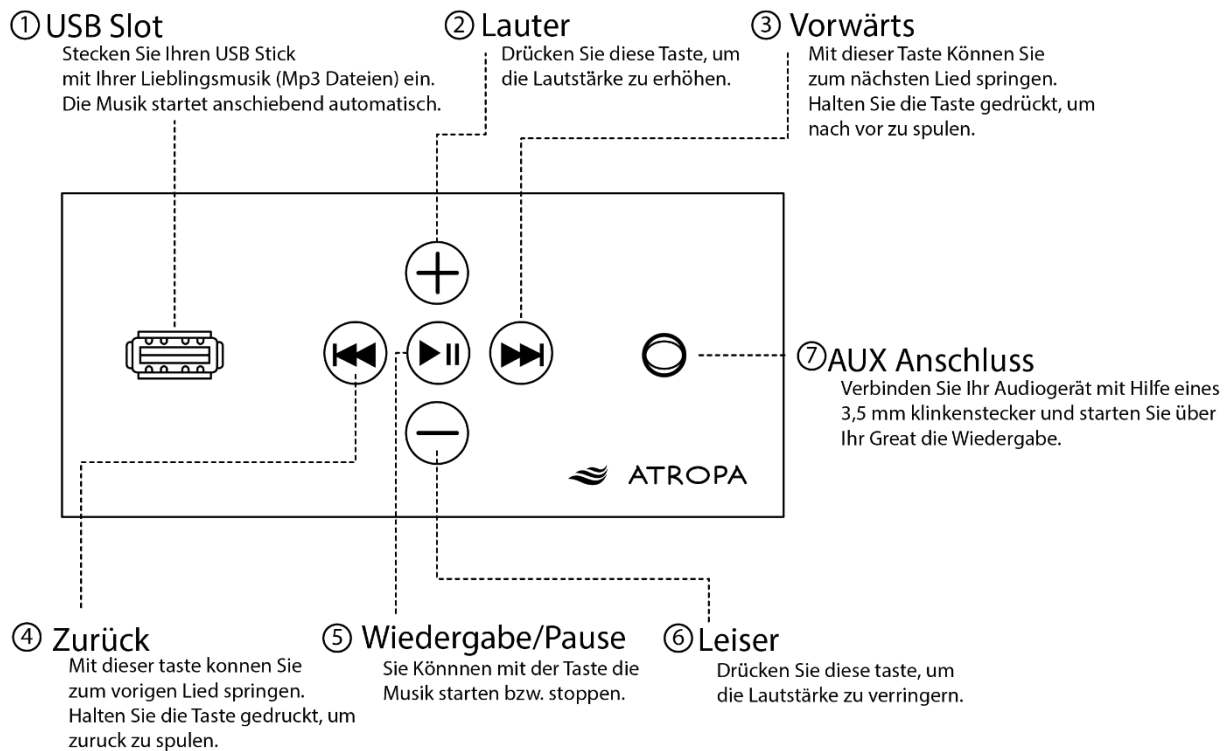 ① USB Slot
Stecken Sie Ihren USB Stick
mit Ihrer Lieblingsmusik (Mp3 Dateien) ein.
Die Musik startet anschiebend automatisch.
② Lauter
Drücken Sie diese Taste, um
die Lautstärke zu erhöhen.
③ Vorwärts
Mit dieser Taste Können Sie
zum nächsten Lied springen.
Halten Sie die Taste gedrückt, um
nach vor zu spulen.
⑦ AUX Anschluss
Verbinden Sie Ihr Audiogerät mit Hilfe eines
3,5 mm klinkenstecker und starten Sie über
Ihr Great die Wiedergabe.
ATROPA
④ Zurück
Mit dieser taste konnen Sie
zum vorigen Lied springen.
Halten Sie die Taste gedruckt, um
zuruck zu spulen.
⑤ Wiedergabe/Pause
Sie Könnnen mit der Taste die
Musik starten bzw. stoppen.
⑥ Leiser
Drücken Sie diese taste, um
die Lautstärke zu verringern.